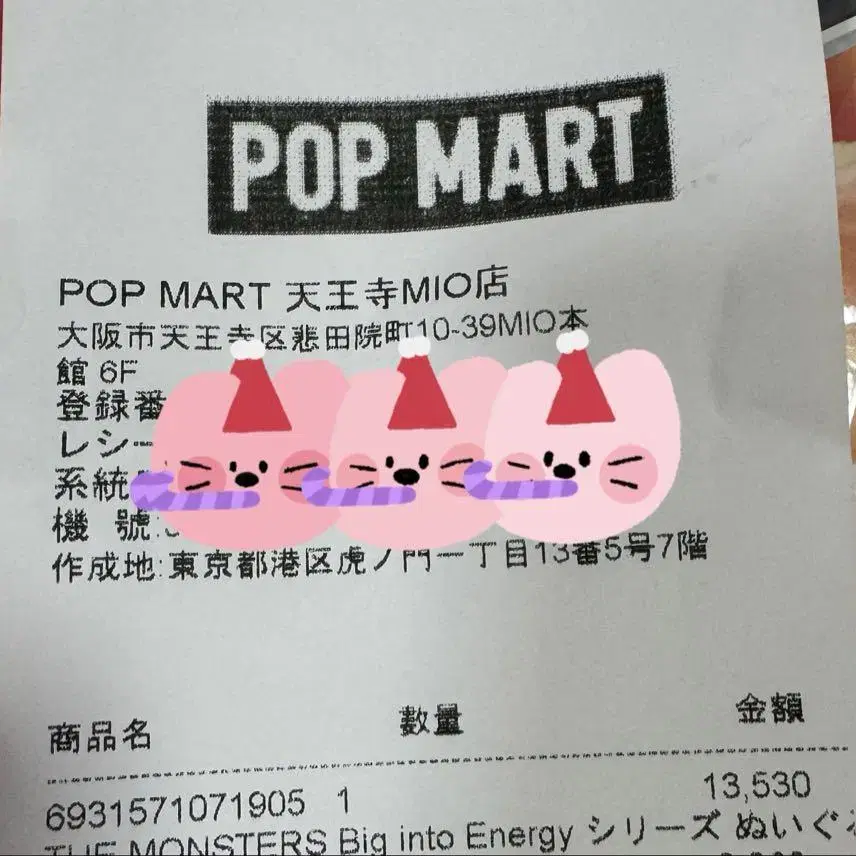 POP MART
POP MART 天王寺MIO店
大阪市天王寺区悲田院町10-39MIO本
館 6F
登録番
レシー
系統
機 號:
作成地:東京都港区虎ノ門一丁目13番5号7階
商品名 數量 金額
6931571071905 1 13,530
THE MONSTERS Big into Energy シリーズ ぬいぐ